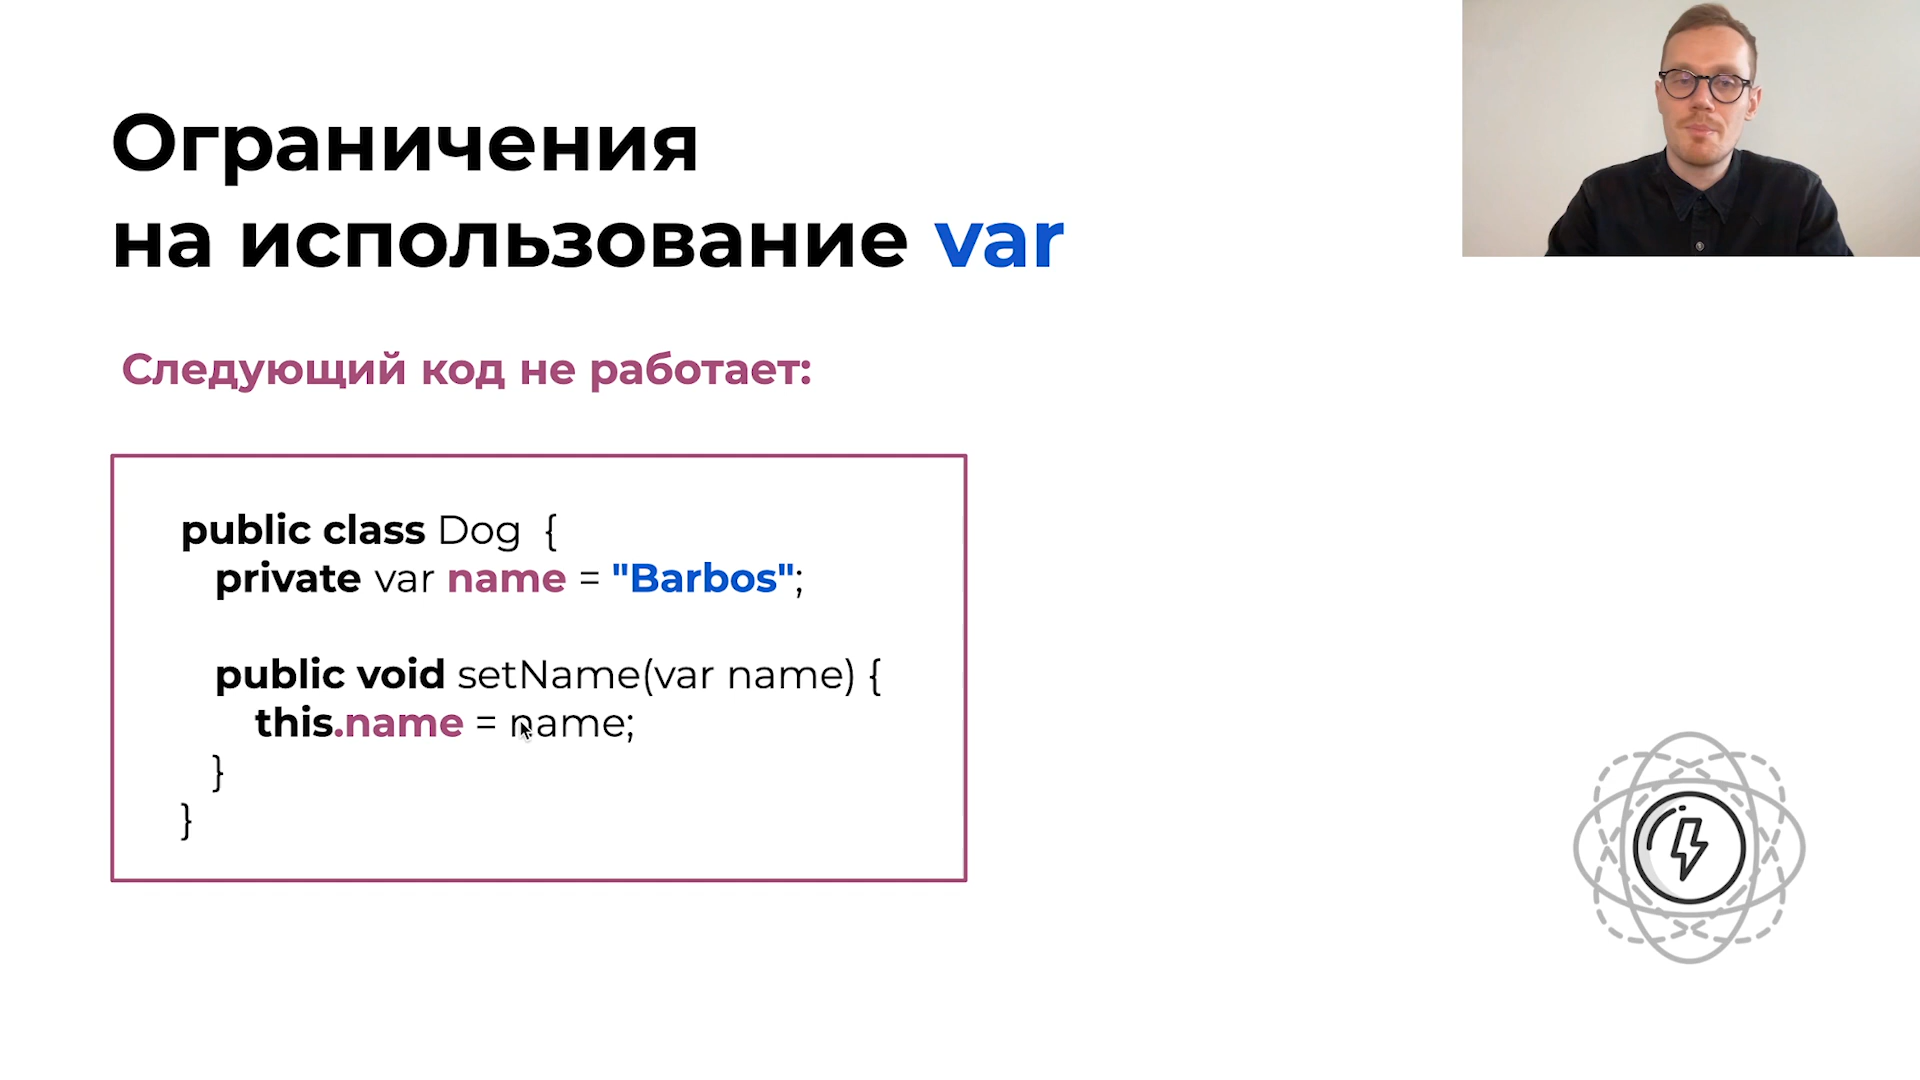 Ограничения
на использование var
Следующий код не работает:
public class Dog {
private var name = "Barbos";
public void setName(var name) {
this.name = name;
}
}